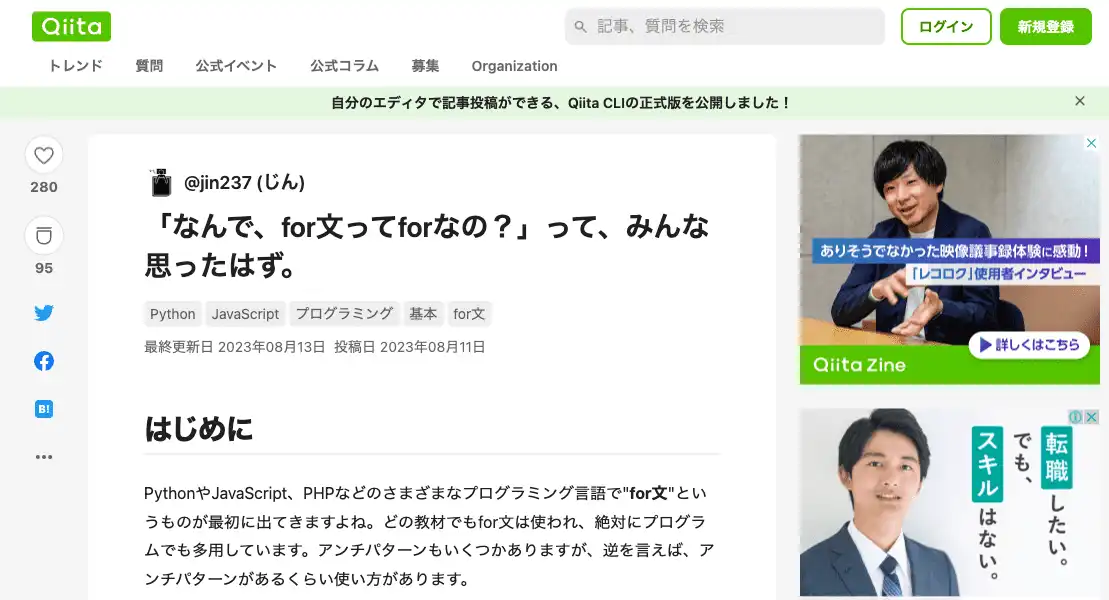 Qiita
記事、質問を検索
ログイン
新規登録
トレンド
質問
公式イベント
公式コラム
募集
Organization
自分のエディタで記事投稿ができる、Qiita CLIの正式版を公開しました！
280
95
B!
@jin237 (じん)
「なんで、for文ってforなの？」って、みんな
思ったはず。
Python
JavaScript
プログラミング
基本
for文
最終更新日 2023年08月13日 投稿日 2023年08月11日
はじめに
PythonやJavaScript、PHPなどのさまざまなプログラミング言語で"for文"とい
うものが最初に出てきますよね。どの教材でもfor文は使われ、絶対にプログラ
ムでも多用しています。アンチパターンもいくつかありますが、逆を言えば、ア
ンチパターンがあるくらい使い方があります。
ありそうでなかった映像議事録体験に感動！
「レコログ」使用者インタビュー
詳しくはこちら
Qiita Zine
転職したい。
でも、
スキルはない。